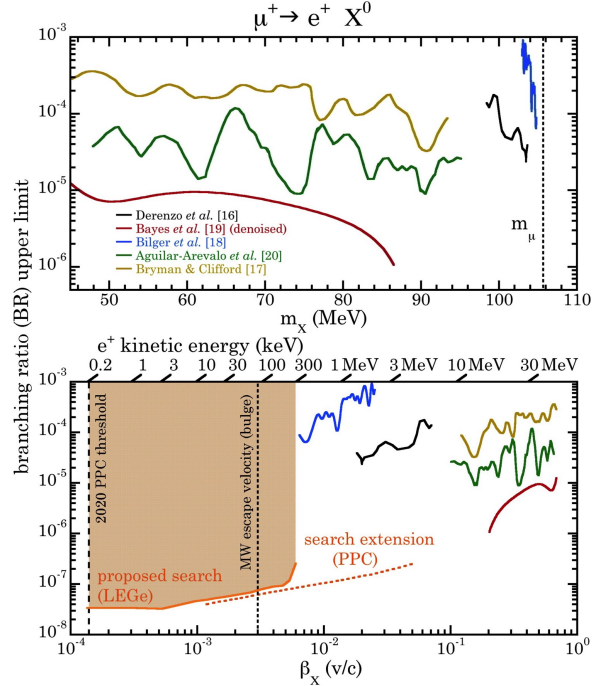 μ⁺→ e⁺ X⁰
10⁻³
10⁻⁴
10⁻⁵
10⁻⁶
Derenzo et al. [16]
Bayes et al. [19] (denoised)
Bilger et al. [18]
Aguilar-Arevalo et al. [20]
Bryman & Clifford [17]
m_μ
50 60 70 80 90 100 110
m_X (MeV)
branching ratio (BR) upper limit
e⁺ kinetic energy (keV)
0.2 1 3 10 30 100 300 1 MeV 3 MeV 10 MeV 30 MeV
10⁻³
10⁻⁴
10⁻⁵
10⁻⁶
10⁻⁷
10⁻⁸
2020 PPC threshold
MW escape velocity (bulge)
proposed search
(LEGe)
search extension
(PPC)
10⁻⁴ 10⁻³ 10⁻² 10⁻¹ 10⁰
β_X (v/c)